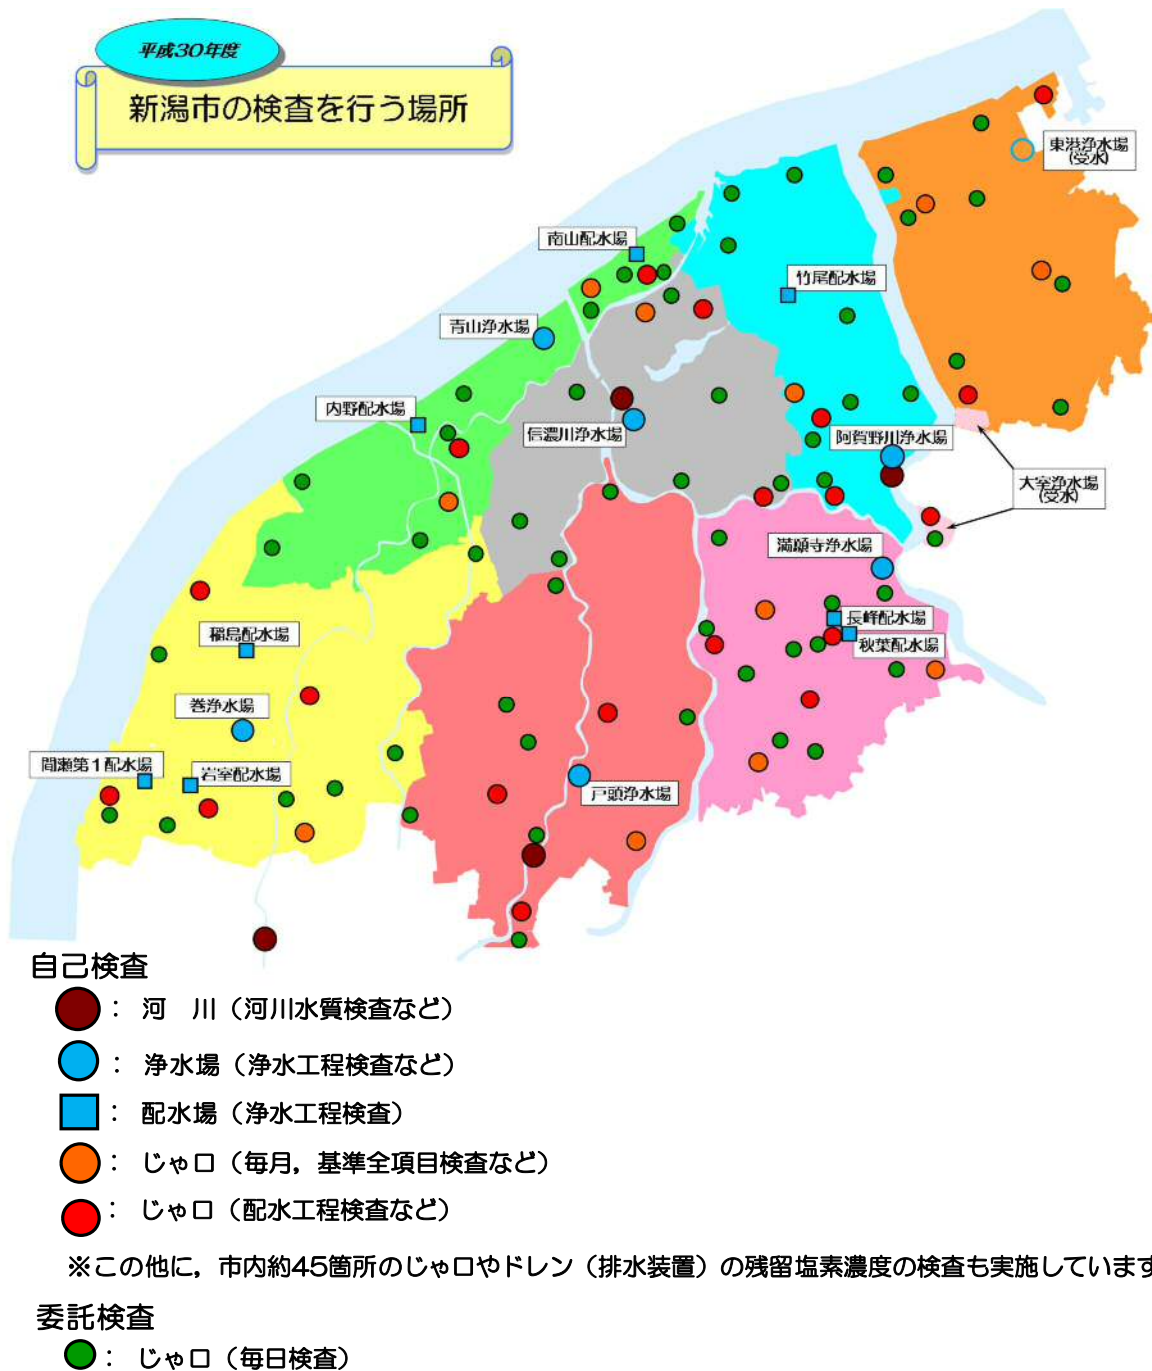 平成30年度
新潟市の検査を行う場所
東港浄水場
(受水)
南山配水場
竹尾配水場
青山浄水場
内野配水場
信濃川浄水場
阿賀野川浄水場
大室浄水場
(受水)
満願寺浄水場
長峰配水場
秋葉配水場
稲島配水場
巻浄水場
間瀬第1配水場
岩室配水場
戸頭浄水場
自己検査
： 河　川（河川水質検査など）
： 浄水場（浄水工程検査など）
： 配水場（浄水工程検査）
： じゃ口（毎月，基準全項目検査など）
： じゃ口（配水工程検査など）
※この他に，市内約45箇所のじゃ口やドレン（排水装置）の残留塩素濃度の検査も実施しています
委託検査
： じゃ口（毎日検査）